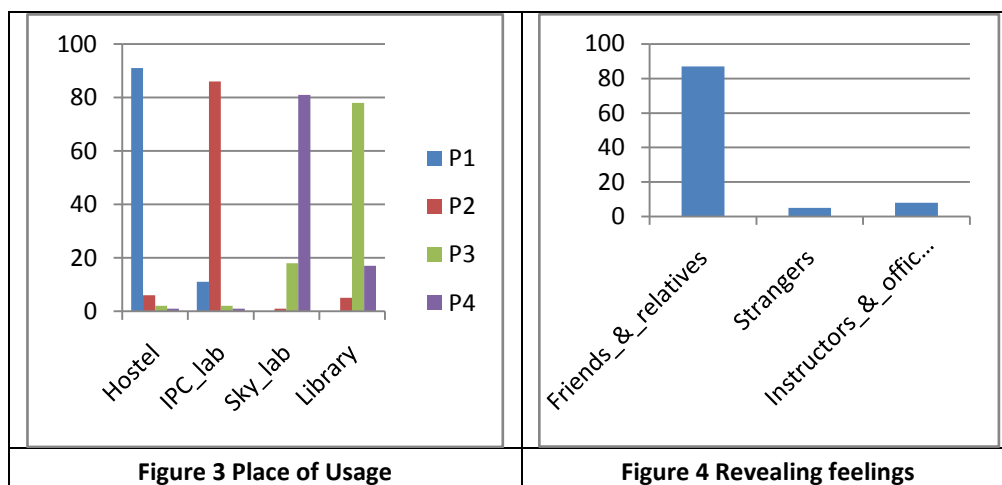 100
80
60
40
20
0
Hostel
IPC_lab
Sky_lab
Library
P1
P2
P3
P4
Figure 3 Place of Usage
100
80
60
40
20
0
Friends_&_relatives
Strangers
Instructors_&_offic...
Figure 4 Revealing feelings